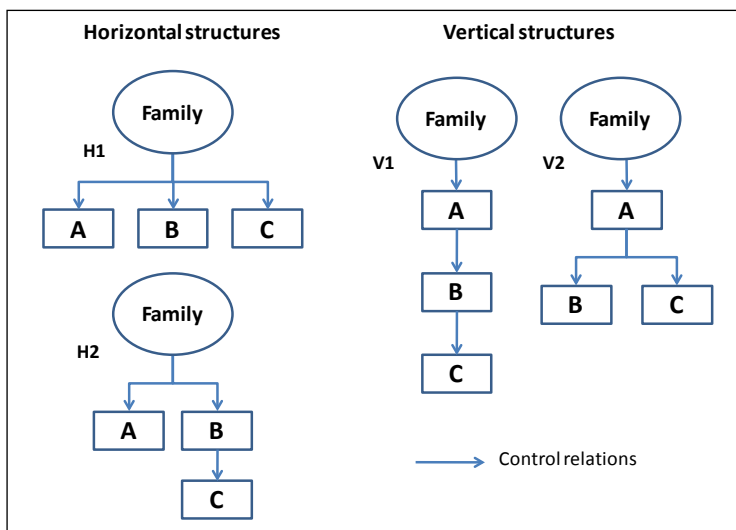 Horizontal structures
Family
H1
A B C
Family
H2
A B
C
Vertical structures
Family
V1
A
B
C
Family
V2
A
B C
Control relations